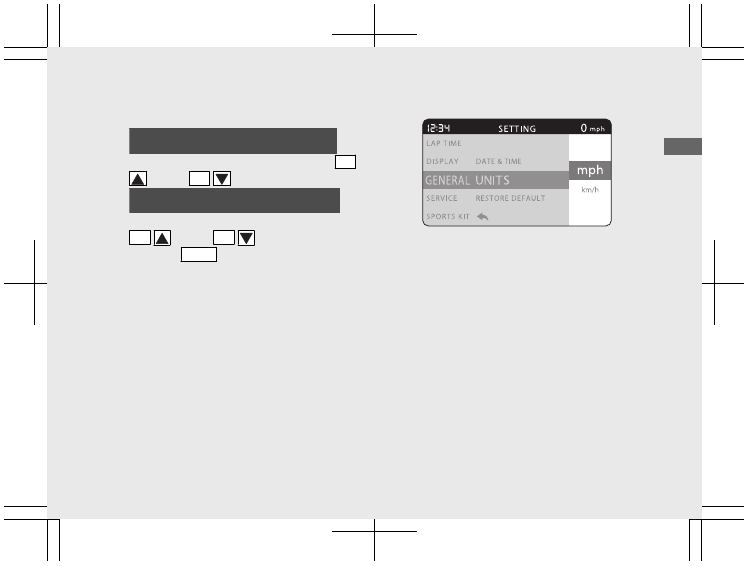 12:34 SETTING 0 mph
LAP TIME
DISPLAY DATE & TIME
GENERAL UNITS mph
km/h
SERVICE RESTORE DEFAULT
SPORTS KIT